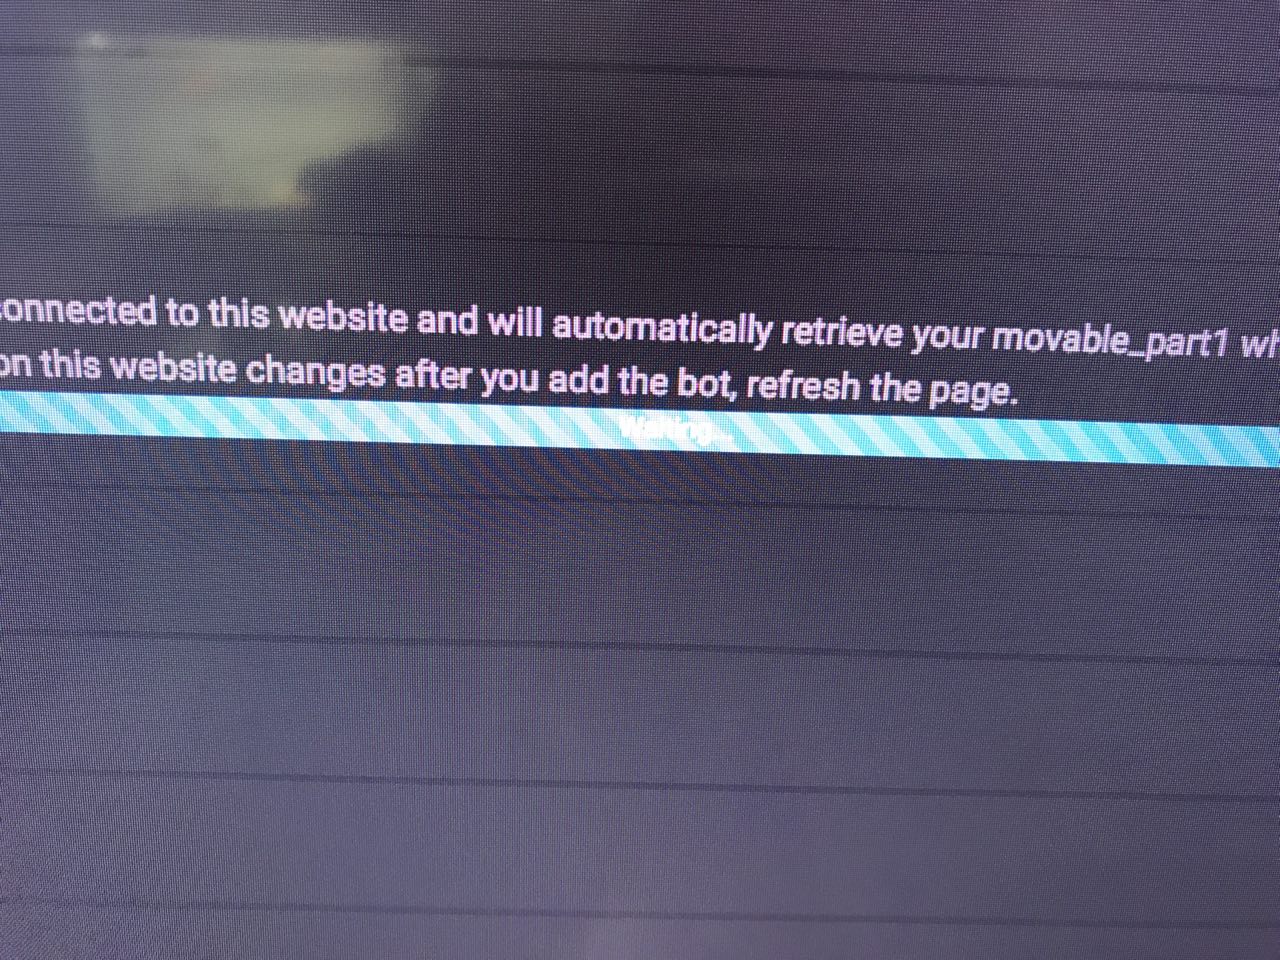 connected to this website and will automatically retrieve your movable_part1 wh
on this website changes after you add the bot, refresh the page.
Waiting...